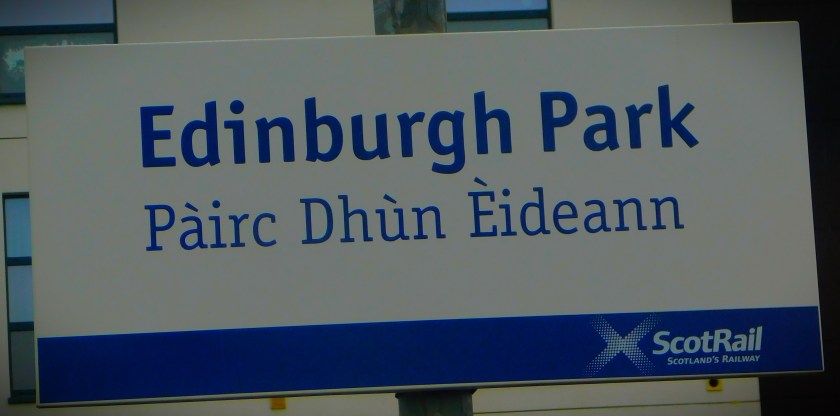 Edinburgh Park
Pàirc Dhùn Èideann
ScotRail
SCOTLAND'S RAILWAY